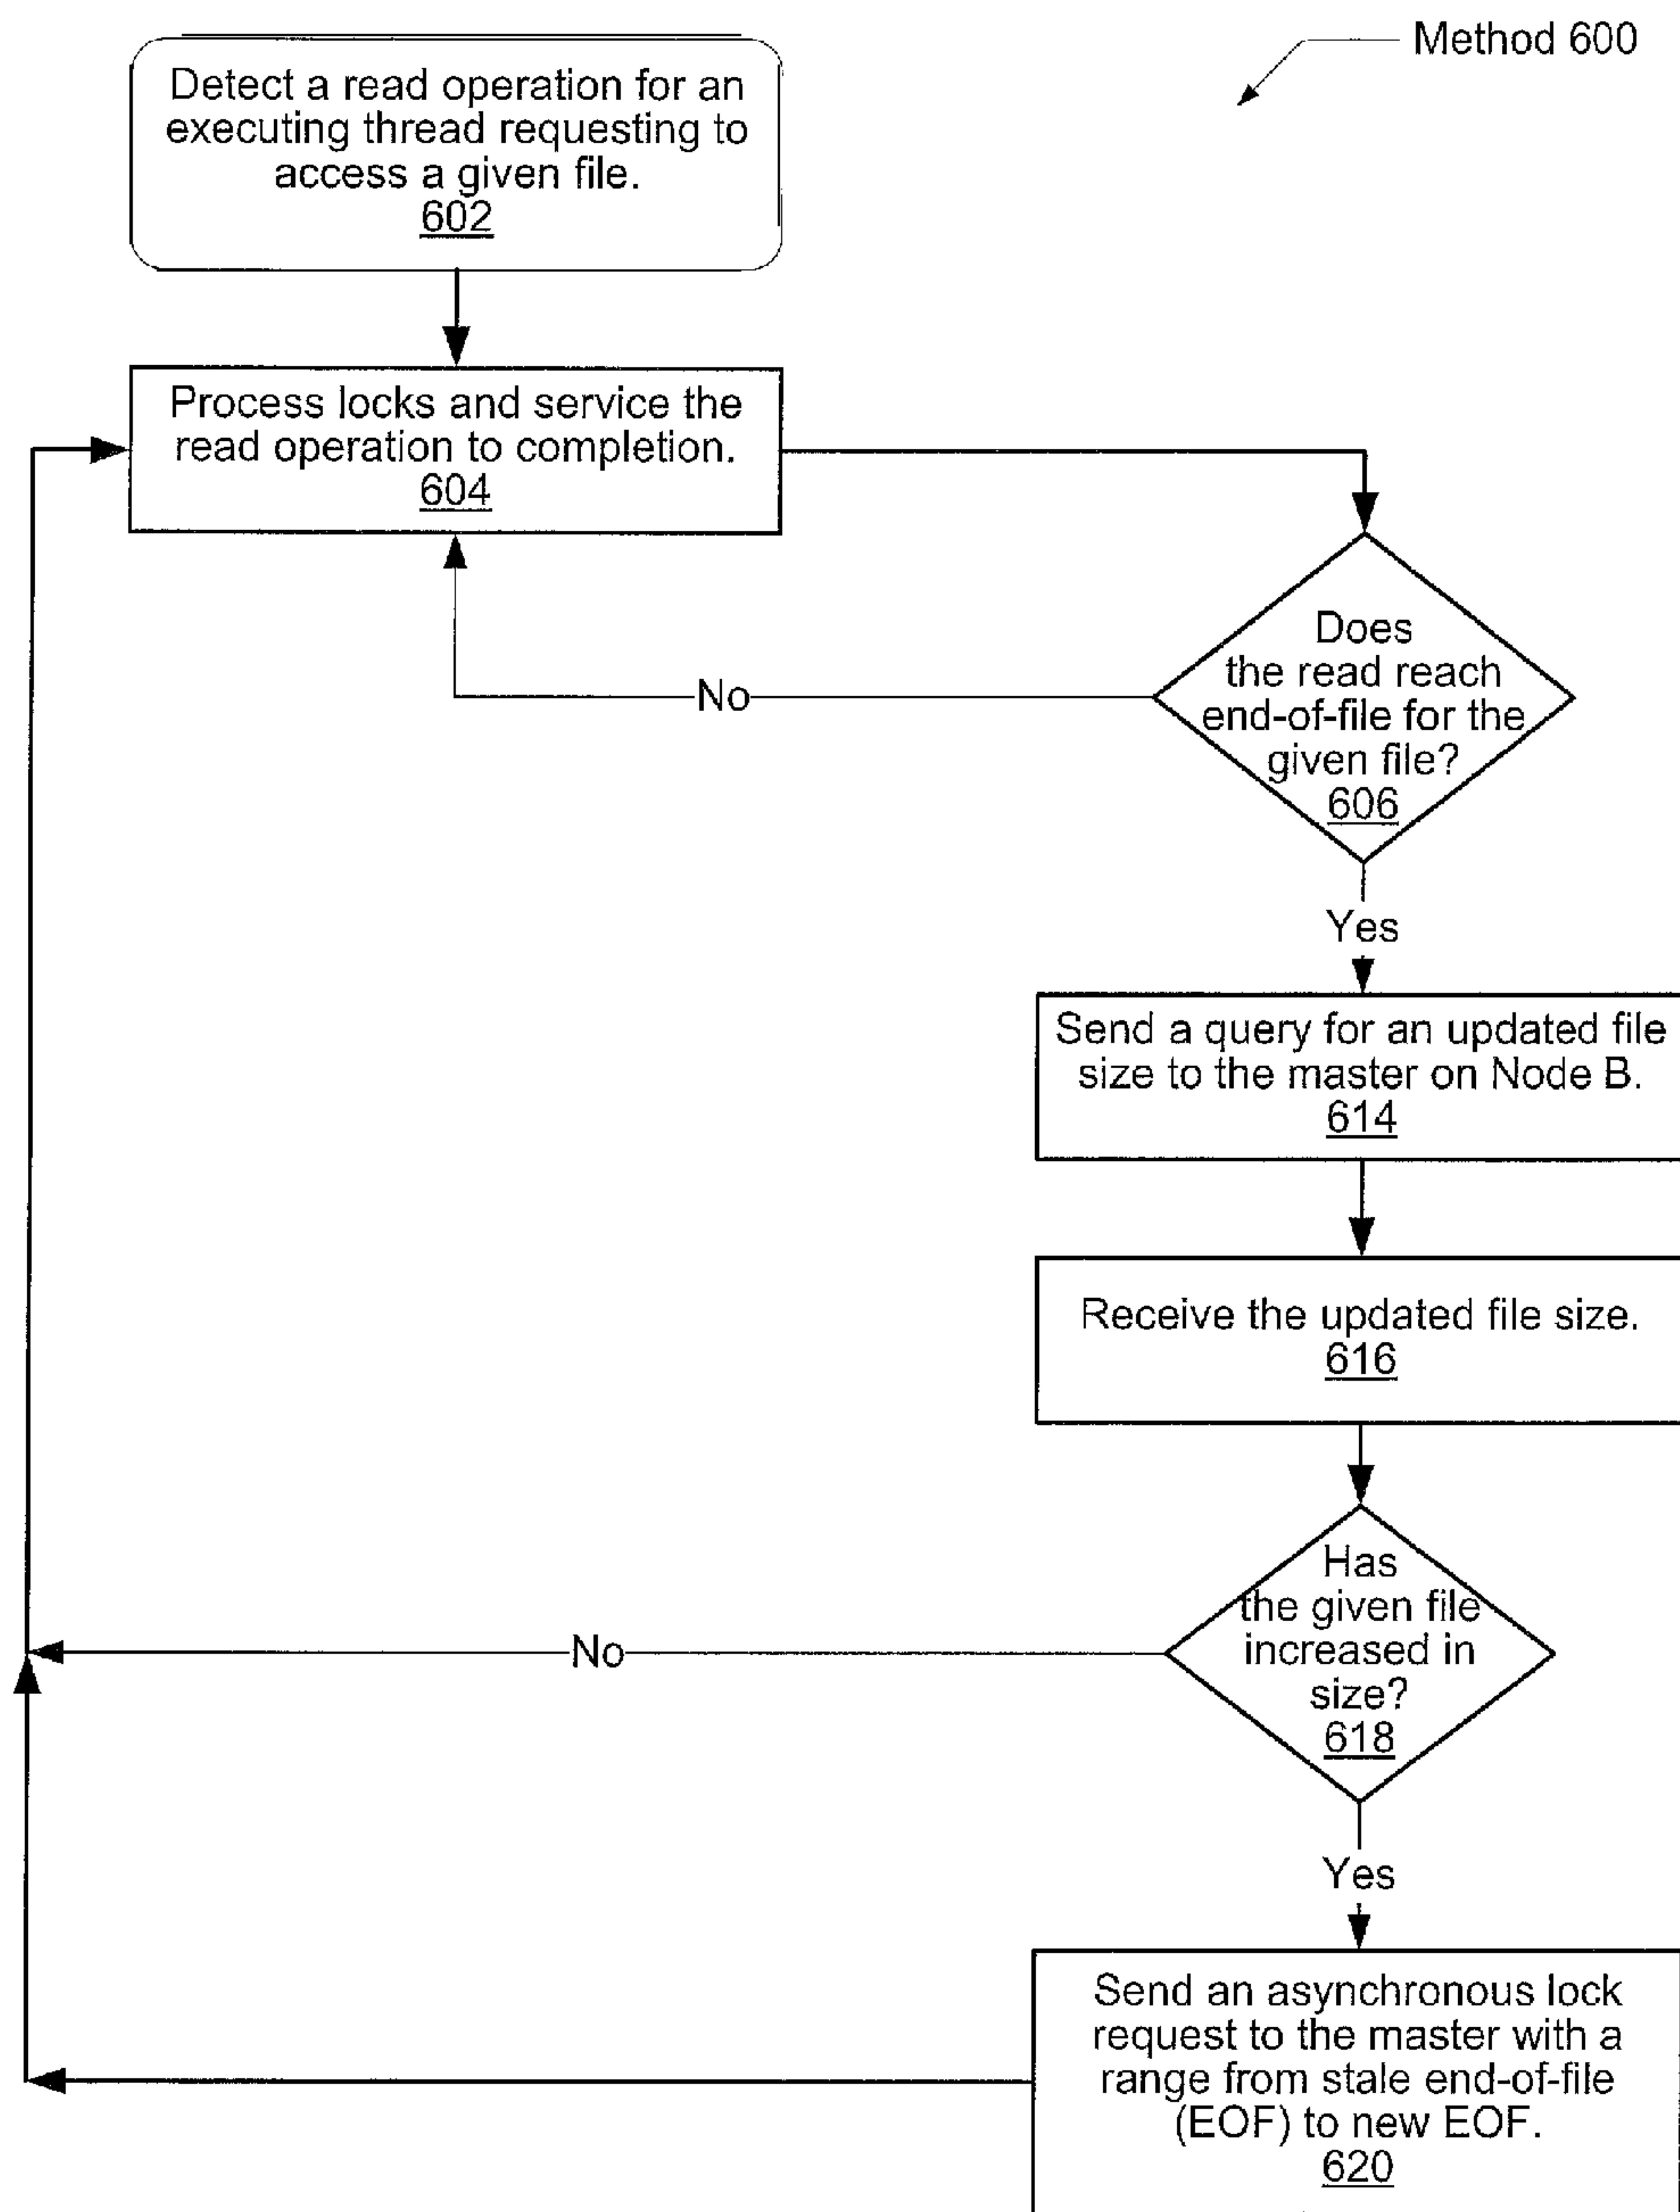 Method 600
Detect a read operation for an
executing thread requesting to
access a given file.
602
Process locks and service the
read operation to completion.
604
Does
the read reach
end-of-file for the
given file?
606
No
Yes
Send a query for an updated file
size to the master on Node B.
614
Receive the updated file size.
616
Has
the given file
increased in
size?
618
No
Yes
Send an asynchronous lock
request to the master with a
range from stale end-of-file
(EOF) to new EOF.
620